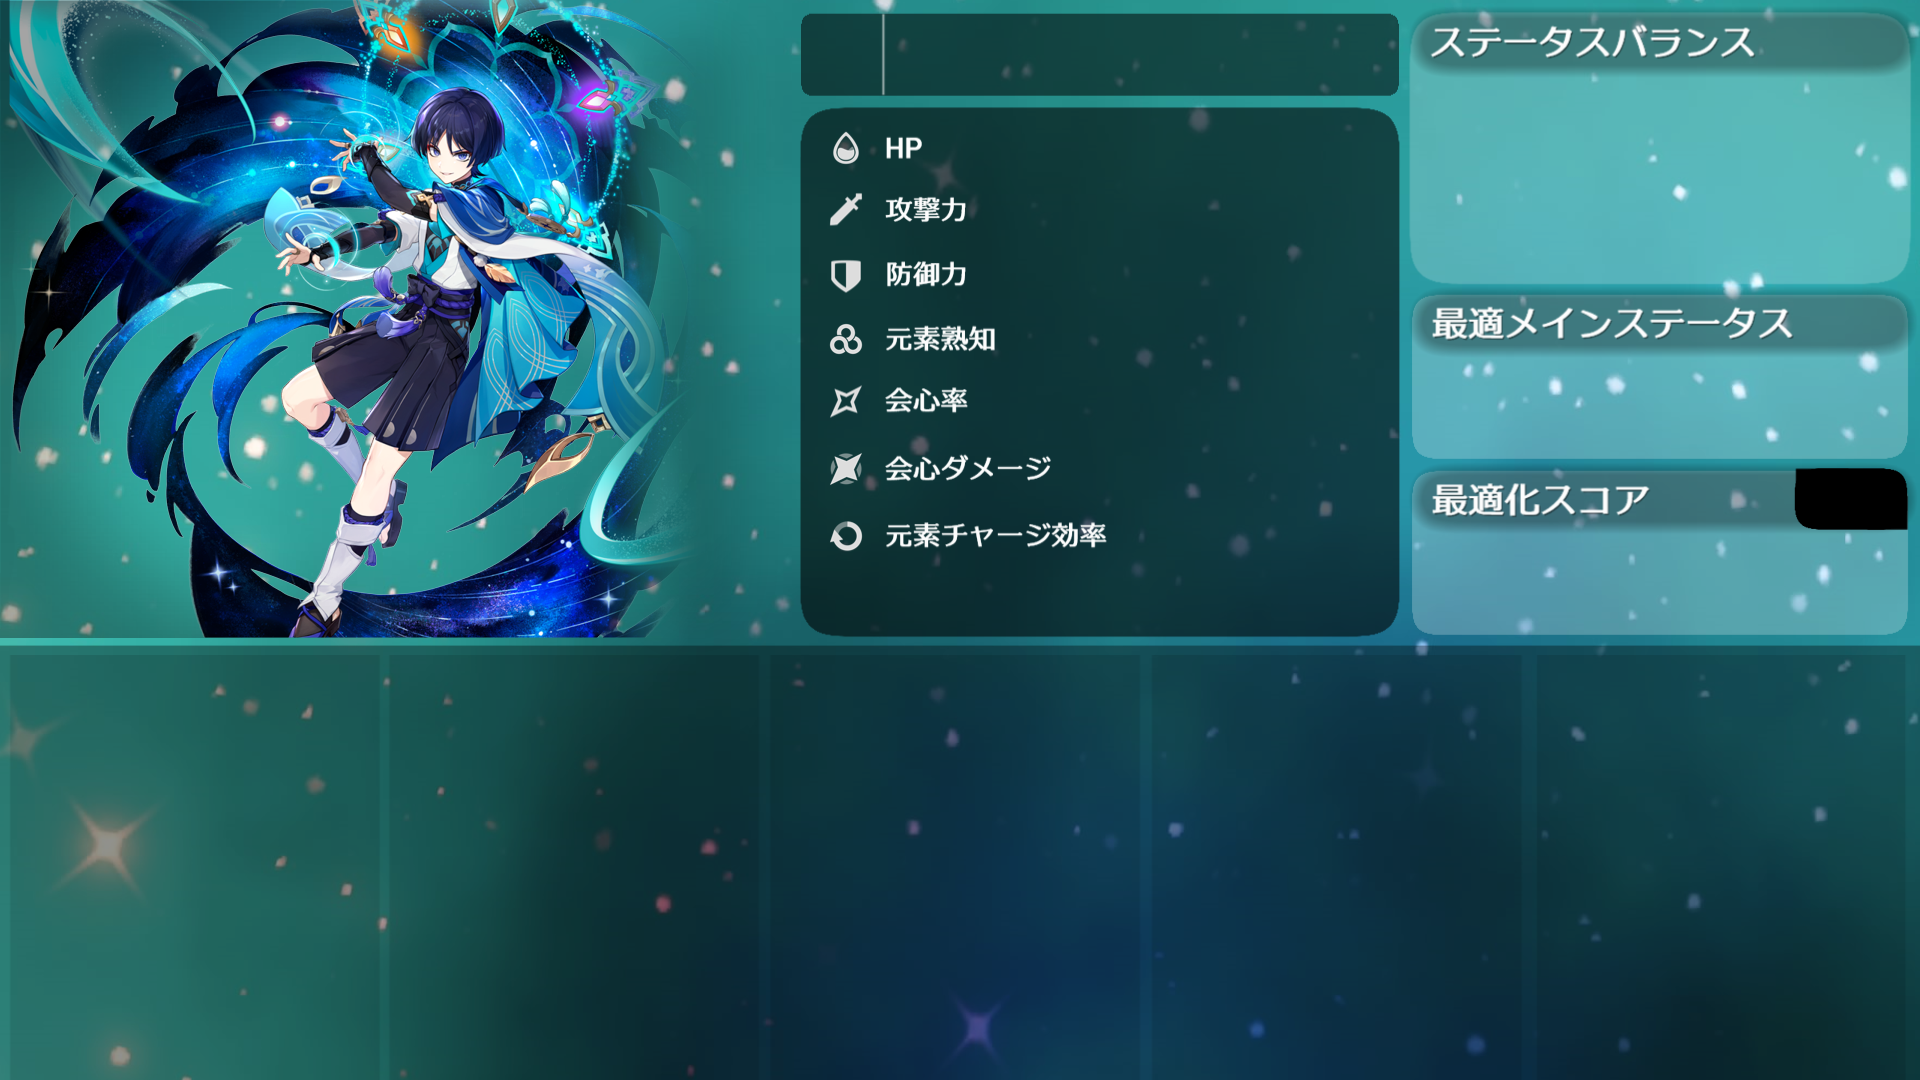 HP
攻撃力
防御力
元素熟知
会心率
会心ダメージ
元素チャージ効率
ステータスバランス
最適メインステータス
最適化スコア